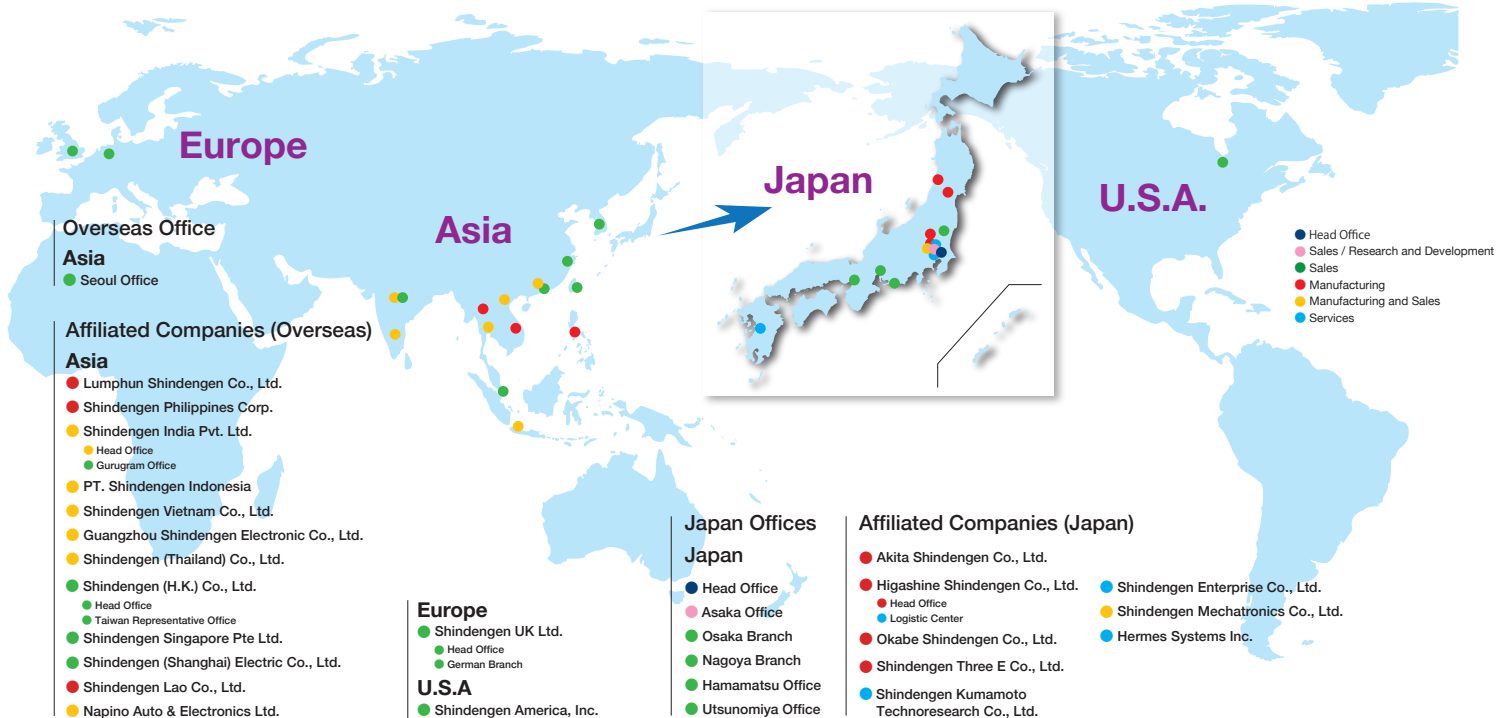 Europe
Asia
Japan
U.S.A.
Head Office
Sales / Research and Development
Sales
Manufacturing
Manufacturing and Sales
Services
Overseas Office
Asia
Seoul Office
Affiliated Companies (Overseas)
Asia
Lumphun Shindengen Co., Ltd.
Shindengen Philippines Corp.
Shindengen India Pvt. Ltd.
Head Office
Gurugram Office
PT. Shindengen Indonesia
Shindengen Vietnam Co., Ltd.
Guangzhou Shindengen Electronic Co., Ltd.
Shindengen (Thailand) Co., Ltd.
Shindengen (H.K.) Co., Ltd.
Head Office
Taiwan Representative Office
Shindengen Singapore Pte Ltd.
Shindengen (Shanghai) Electric Co., Ltd.
Shindengen Lao Co., Ltd.
Napino Auto & Electronics Ltd.
Europe
Shindengen UK Ltd.
Head Office
German Branch
U.S.A
Shindengen America, Inc.
Japan Offices
Japan
Head Office
Asaka Office
Osaka Branch
Nagoya Branch
Hamamatsu Office
Utsunomiya Office
Affiliated Companies (Japan)
Akita Shindengen Co., Ltd.
Higashine Shindengen Co., Ltd.
Head Office
Logistic Center
Okabe Shindengen Co., Ltd.
Shindengen Three E Co., Ltd.
Shindengen Kumamoto
Technoresearch Co., Ltd.
Shindengen Enterprise Co., Ltd.
Shindengen Mechatronics Co., Ltd.
Hermes Systems Inc.